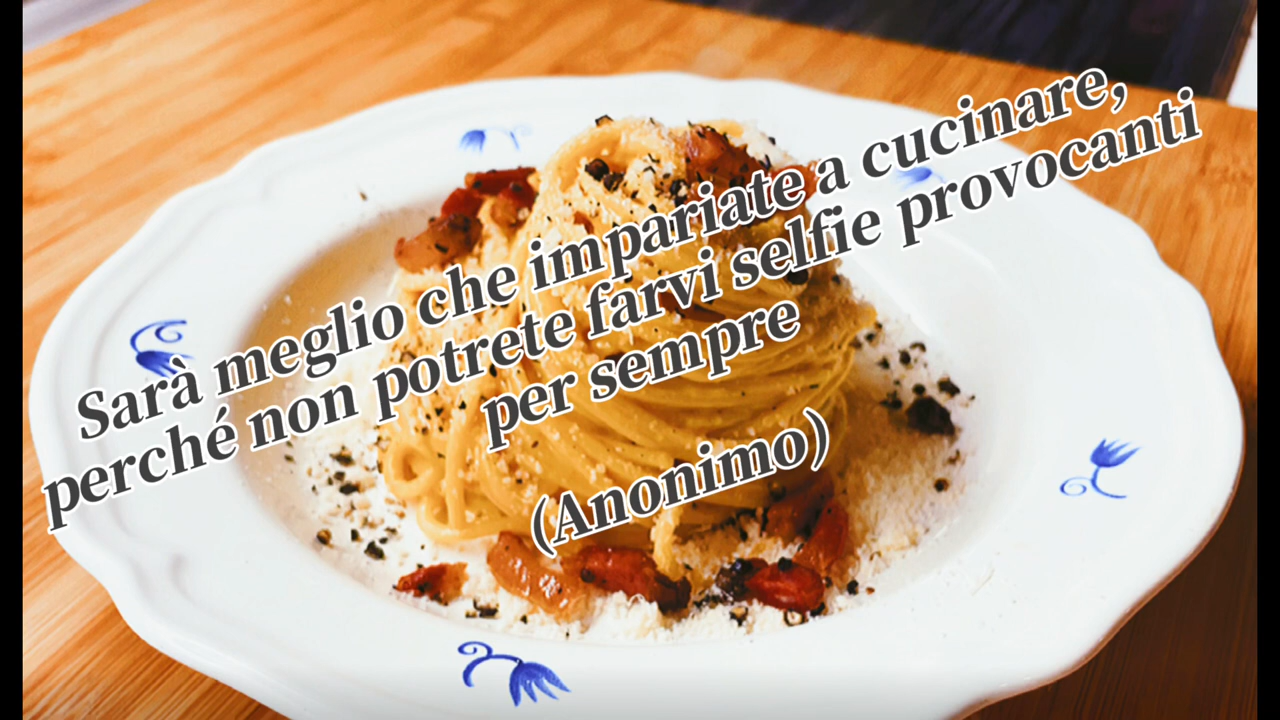 Sarà meglio che impariate a cucinare,
perché non potrete farvi selfie provocanti
per sempre
(Anonimo)